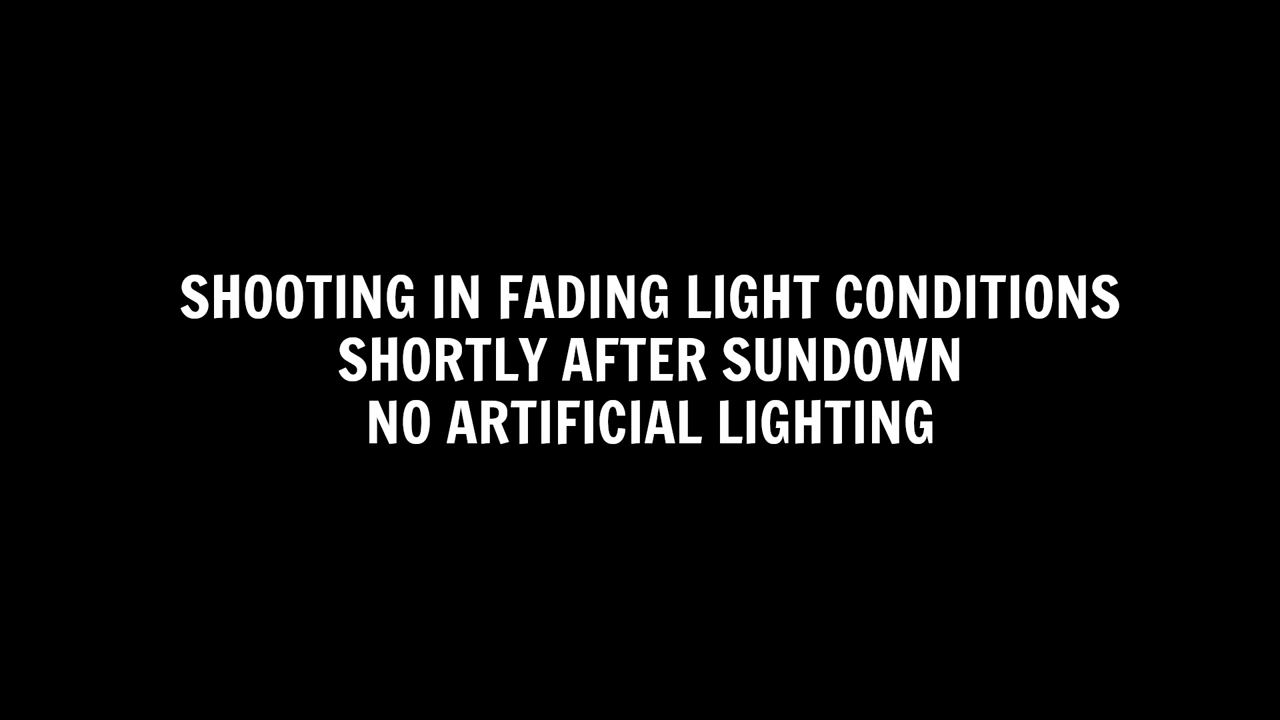 SHOOTING IN FADING LIGHT CONDITIONS
SHORTLY AFTER SUNDOWN
NO ARTIFICIAL LIGHTING